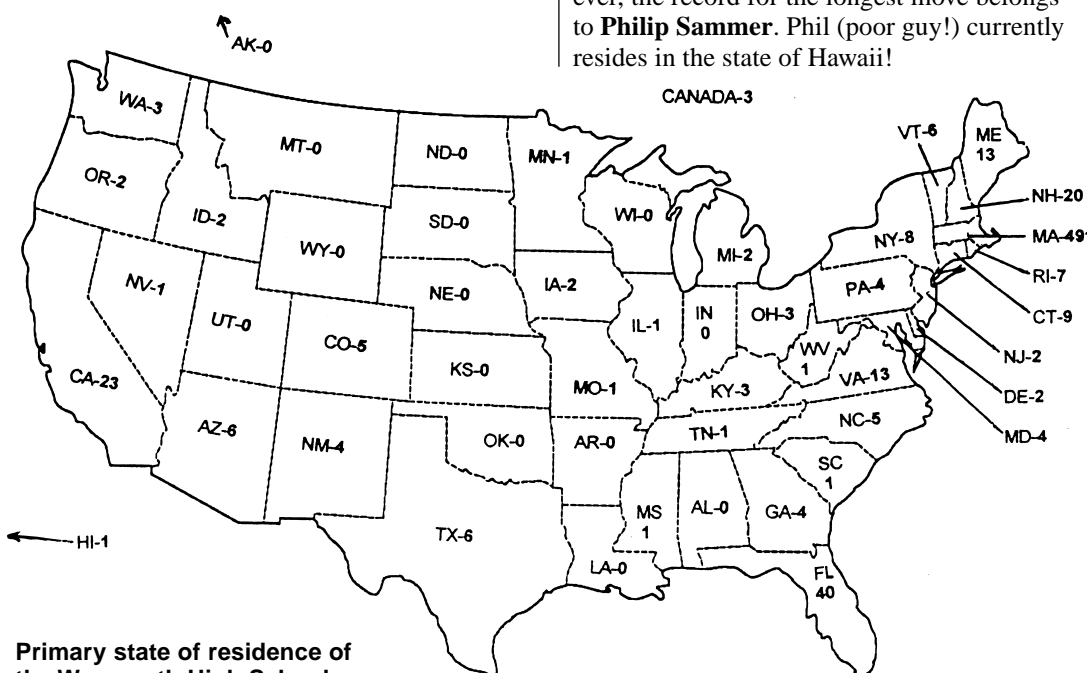 ever, the record for the longest move belongs
to Philip Sammer. Phil (poor guy!) currently
resides in the state of Hawaii!
AK-0
CANADA-3
WA-3
MT-0
ND-0
MN-1
VT-6
ME
13
OR-2
ID-2
WY-0
SD-0
WI-0
MI-2
NY-8
NH-20
MA-491
RI-7
CT-9
NJ-2
DE-2
MD-4
NV-1
UT-0
CO-5
NE-0
IA-2
IL-1
IN
0
OH-3
PA-4
WV
1
VA-13
CA-23
KS-0
MO-1
KY-3
AZ-6
NM-4
OK-0
AR-0
TN-1
NC-5
SC
1
HI-1
TX-6
LA-0
MS
1
AL-0
GA-4
FL
40
Primary state of residence of
the Weymouth High School